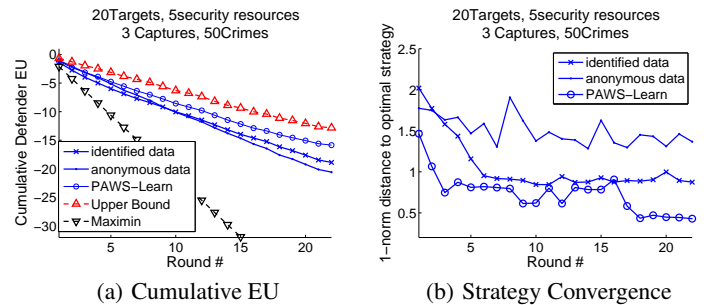 20Targets, 5security resources
3 Captures, 50Crimes
Cumulative Defender EU
0
−5
−10
−15
−20
−25
−30
identified data
anonymous data
PAWS−Learn
Upper Bound
Maximin
5
10
15
20
Round #
(a) Cumulative EU
20Targets, 5security resources
3 Captures, 50Crimes
1−norm distance to optimal strategy
2.5
2
1.5
1
0.5
identified data
anonymous data
PAWS−Learn
5
10
15
20
Round #
(b) Strategy Convergence